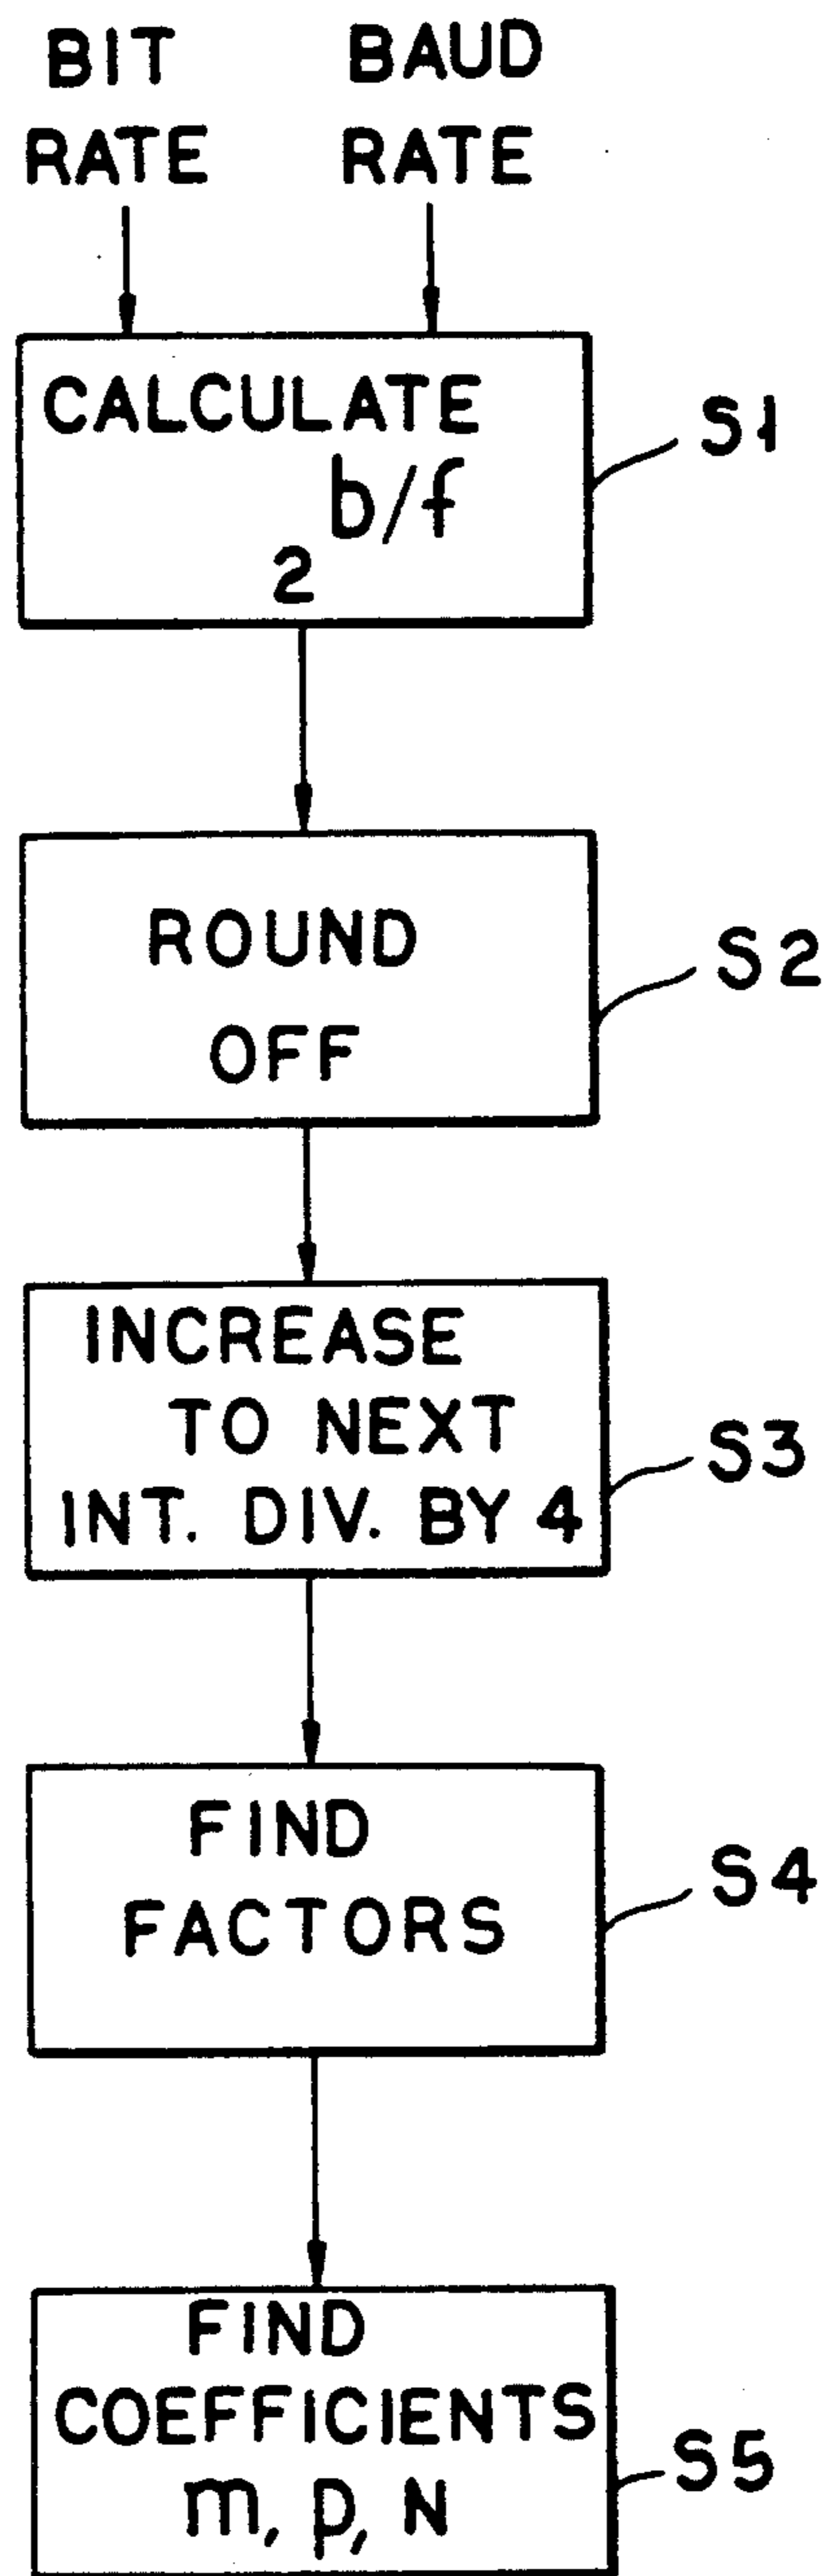 BIT BAUD
RATE RATE
CALCULATE
2 b/f
S1
ROUND
OFF
S2
INCREASE
TO NEXT
INT. DIV. BY 4
S3
FIND
FACTORS
S4
FIND
COEFFICIENTS
m, p, N
S5